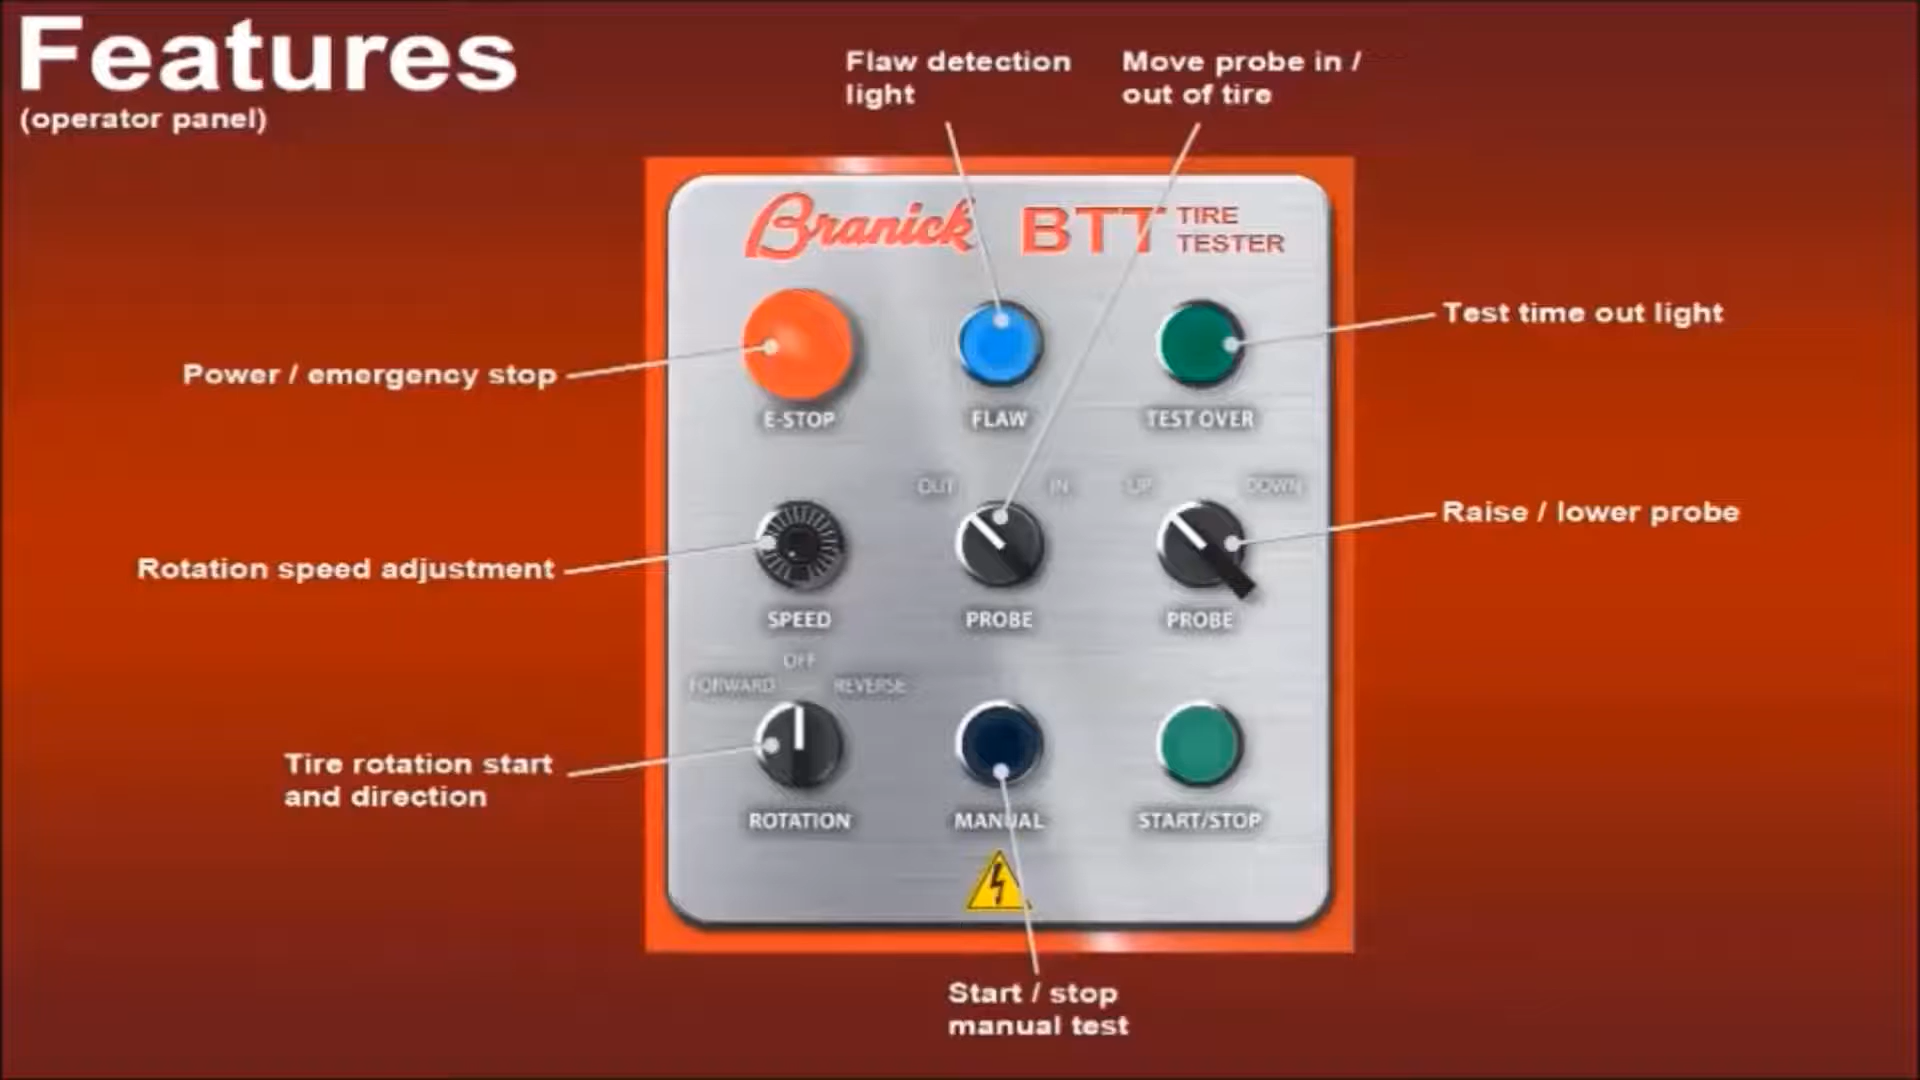 Features
(operator panel)
Flaw detection
light
Move probe in /
out of tire
Branick BTT TIRE
TESTER
Test time out light
Power / emergency stop
E-STOP FLAW TEST OVER
OUT IN UP DOWN
Raise / lower probe
Rotation speed adjustment
SPEED PROBE PROBE
OFF
FORWARD REVERSE
Tire rotation start
and direction
ROTATION MANUAL START/STOP
Start / stop
manual test